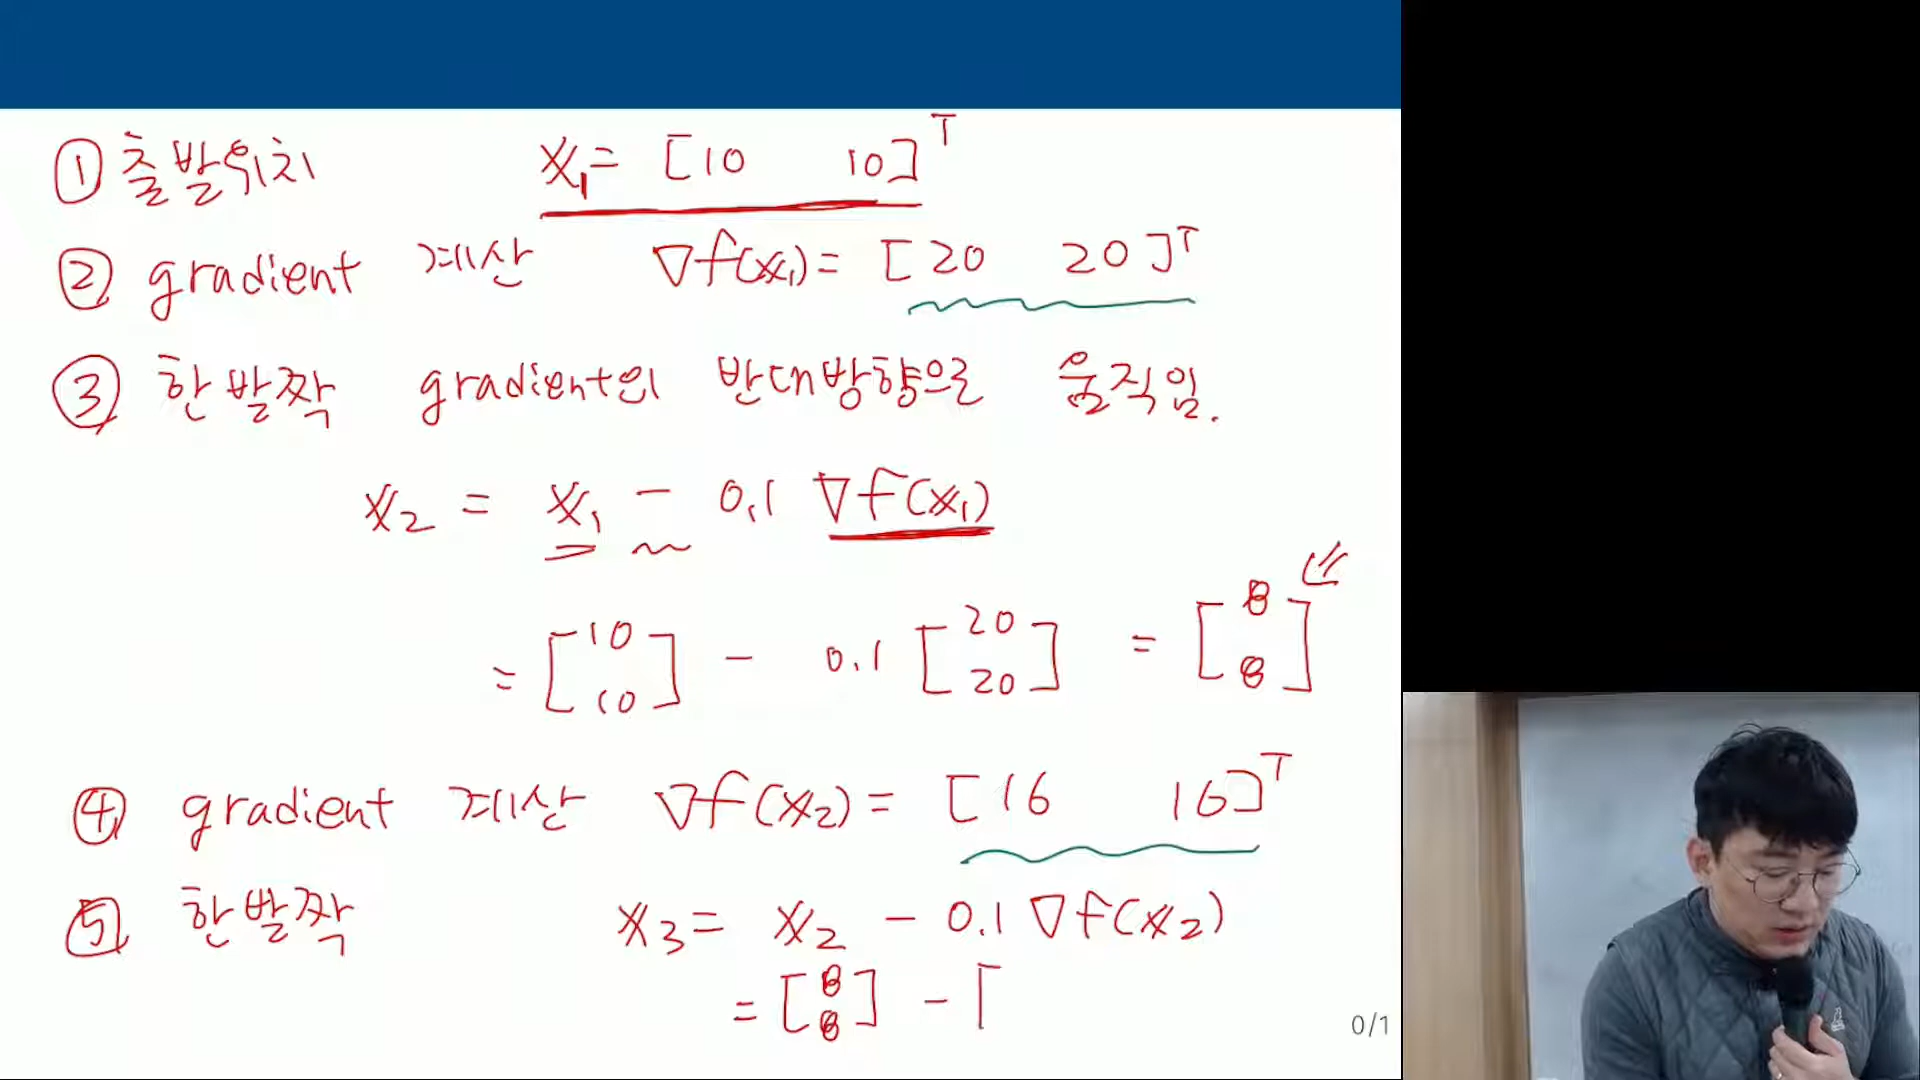 ① 출발위치 x₁ = [10 10]ᵀ
② gradient 계산 ∇f(x₁) = [20 20]ᵀ
③ 한발짝 gradient의 반대방향으로 움직임.
x₂ = x₁ - 0.1 ∇f(x₁)
= [10 10] - 0.1 [20 20] = [8 8]
④ gradient 계산 ∇f(x₂) = [16 16]ᵀ
⑤ 한발짝 x₃ = x₂ - 0.1 ∇f(x₂)
= [8 8] - [
0/1